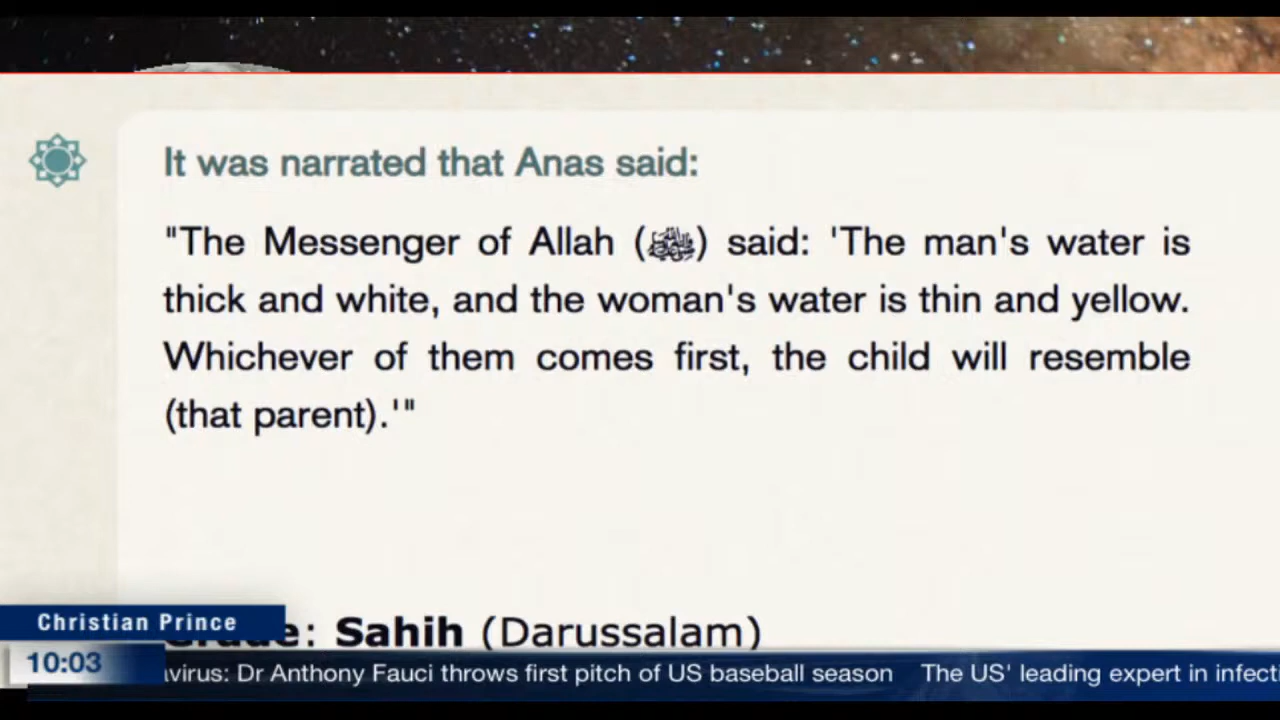 It was narrated that Anas said:
"The Messenger of Allah (ﷺ) said: 'The man's water is
thick and white, and the woman's water is thin and yellow.
Whichever of them comes first, the child will resemble
(that parent).'"
Grade: Sahih (Darussalam)
Christian Prince
10:03
avirus: Dr Anthony Fauci throws first pitch of US baseball season The US' leading expert in infecti